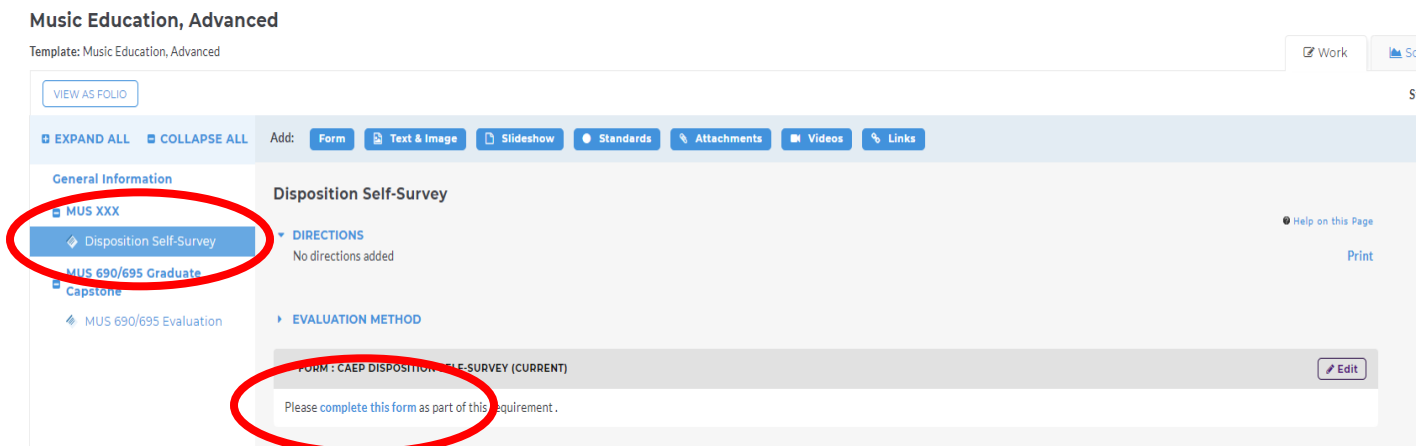 Music Education, Advanced
Template: Music Education, Advanced
Work
VIEW AS FOLIO
EXPAND ALL COLLAPSE ALL
Add: Form Text & Image Slideshow Standards Attachments Videos Links
General Information
MUS XXX
Disposition Self-Survey
MUS 690/695 Graduate
Capstone
MUS 690/695 Evaluation
Disposition Self-Survey
Help on this Page
DIRECTIONS
No directions added
Print
EVALUATION METHOD
FORM : CAEP DISPOSITION SELF-SURVEY (CURRENT)
Edit
Please complete this form as part of this requirement .